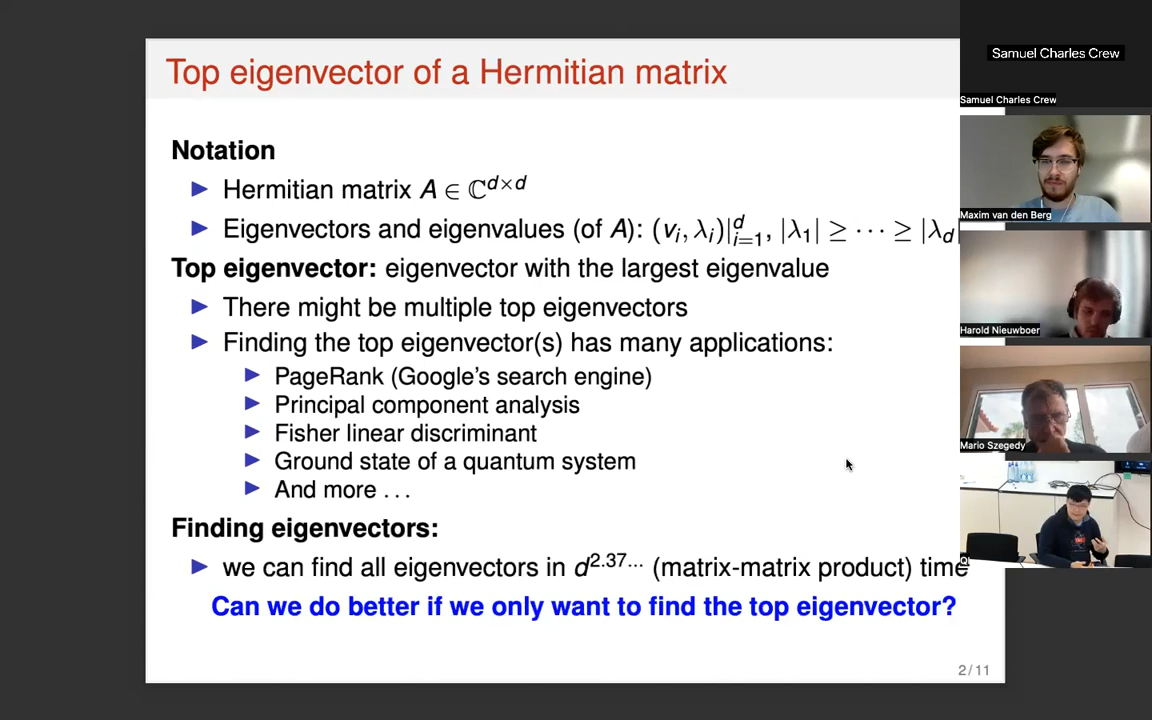 Top eigenvector of a Hermitian matrix
Notation
► Hermitian matrix A ∈ ℂ^{d×d}
► Eigenvectors and eigenvalues (of A): (v_i, λ_i)|_{i=1}^d, |λ_1| ≥ ⋯ ≥ |λ_d|
Top eigenvector: eigenvector with the largest eigenvalue
► There might be multiple top eigenvectors
► Finding the top eigenvector(s) has many applications:
► PageRank (Google's search engine)
► Principal component analysis
► Fisher linear discriminant
► Ground state of a quantum system
► And more ...
Finding eigenvectors:
► we can find all eigenvectors in d^{2.37...} (matrix-matrix product) time
Can we do better if we only want to find the top eigenvector?
2/11
Samuel Charles Crew
Samuel Charles Crew
Maxim van den Berg
Harold Nieuwboer
Mario Szegedy